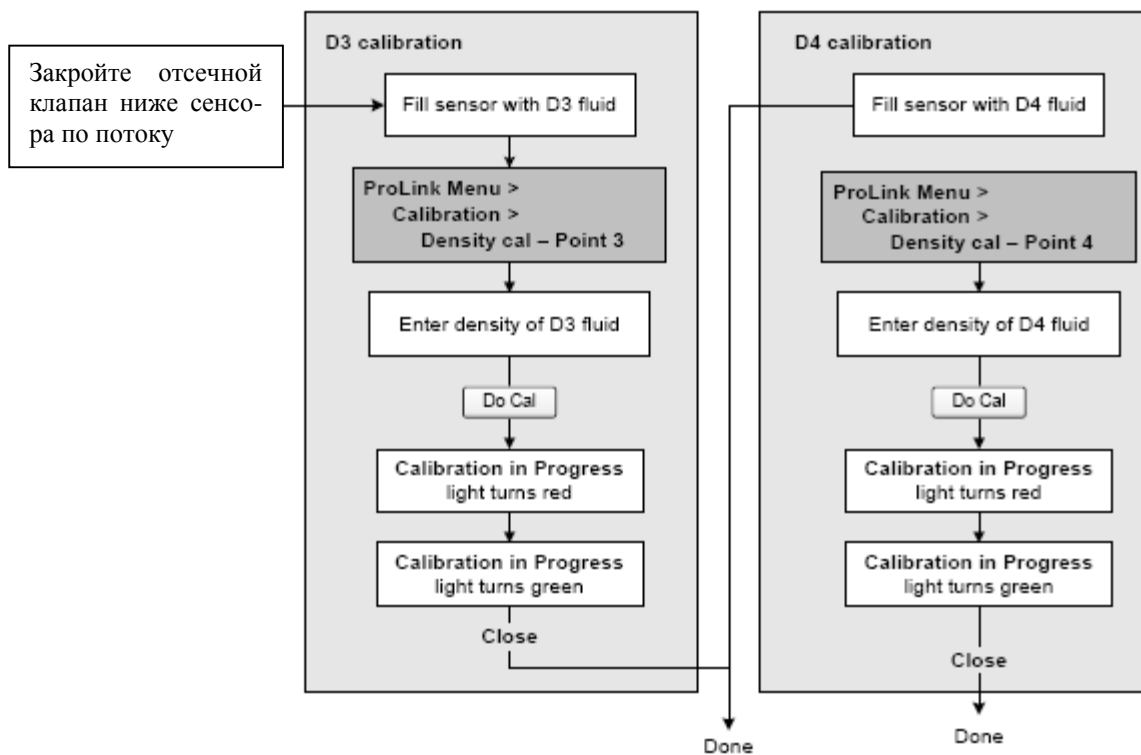 Закройте отсечной
клапан ниже сенсо-
ра по потоку
D3 calibration
Fill sensor with D3 fluid
ProLink Menu >
Calibration >
Density cal – Point 3
Enter density of D3 fluid
Do Cal
Calibration in Progress
light turns red
Calibration in Progress
light turns green
Close
Done
D4 calibration
Fill sensor with D4 fluid
ProLink Menu >
Calibration >
Density cal – Point 4
Enter density of D4 fluid
Do Cal
Calibration in Progress
light turns red
Calibration in Progress
light turns green
Close
Done